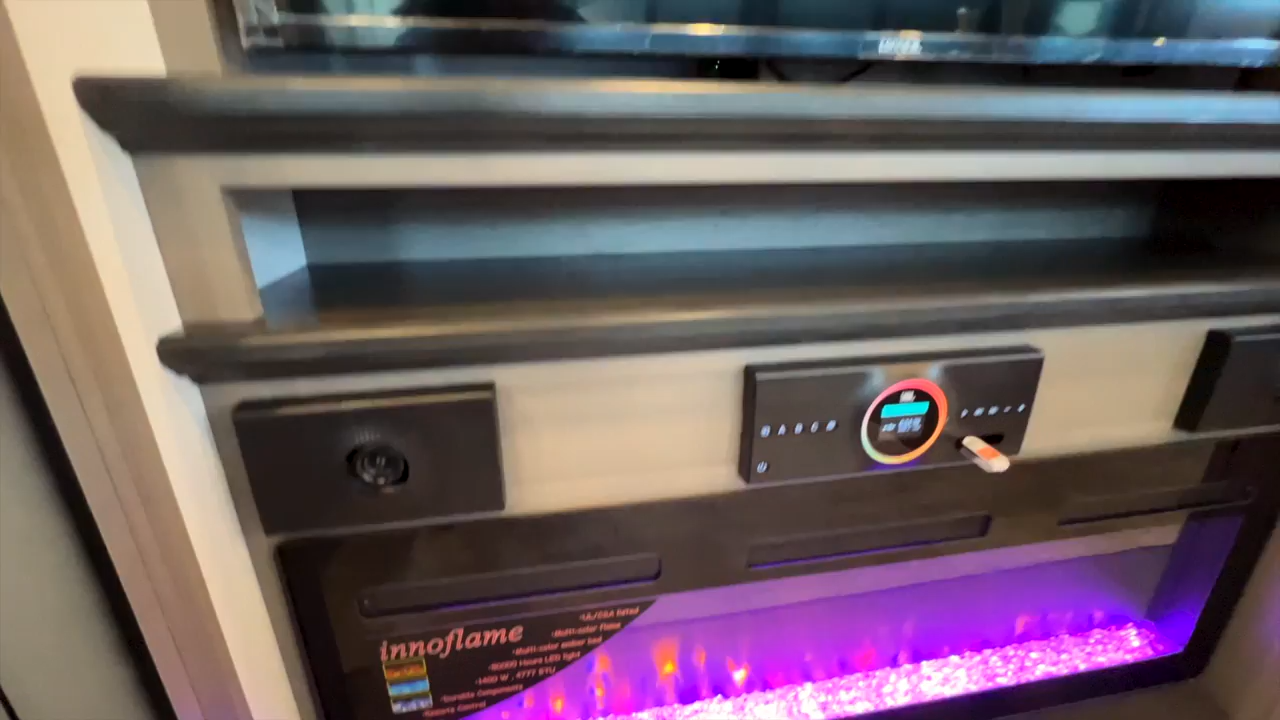 JBL
A B C
innoflame
•UL/CSA listed
•Multi-color flame
•Multi-color ember bed
•50000 Hours LED light
•1400 W, 4777 BTU
•Durable Components
•Remote Control